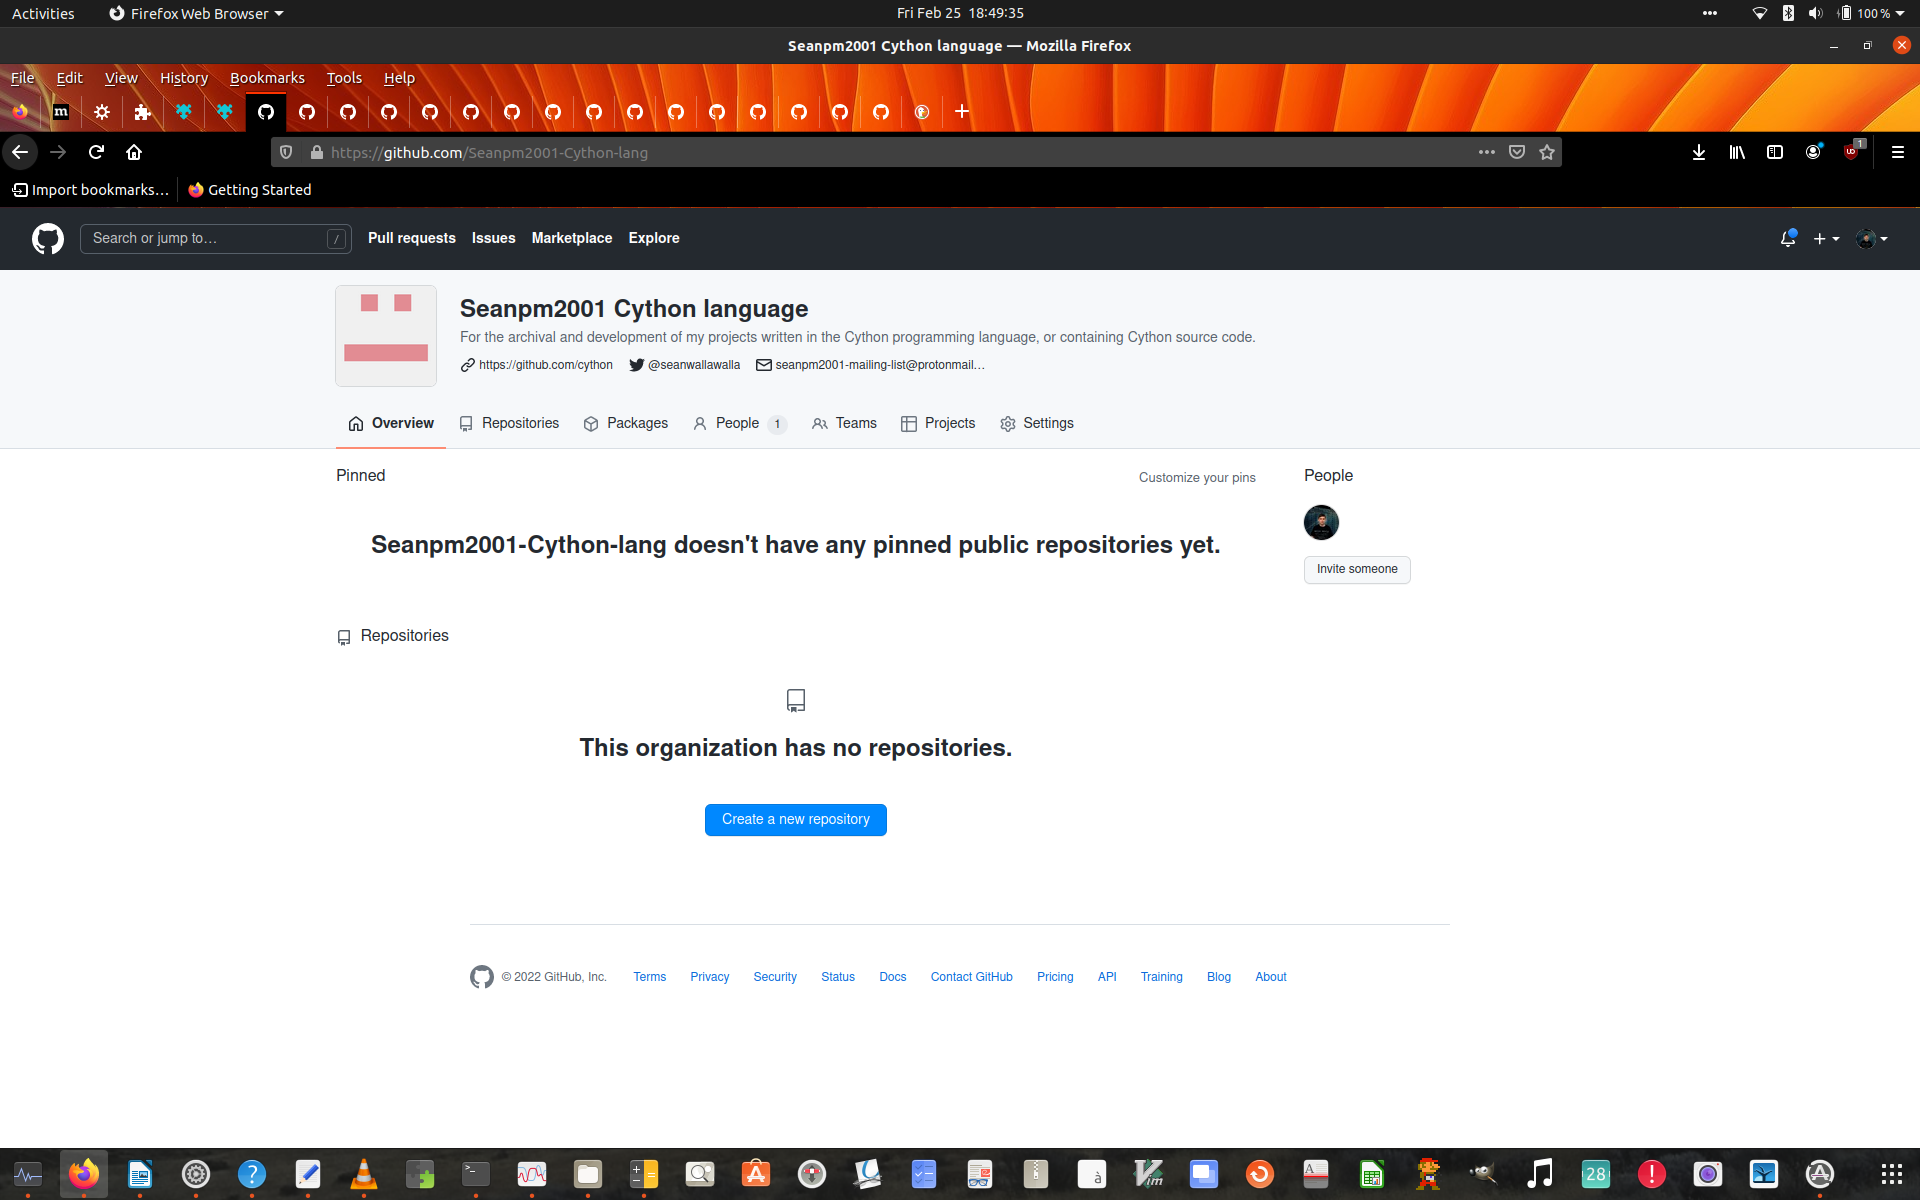 Activities
Firefox Web Browser
Fri Feb 25 18:49:35
100 %
Seanpm2001 Cython language — Mozilla Firefox
File Edit View History Bookmarks Tools Help
m
https://github.com/Seanpm2001-Cython-lang
1
Import bookmarks…
Getting Started
Search or jump to…
/
Pull requests Issues Marketplace Explore
Seanpm2001 Cython language
For the archival and development of my projects written in the Cython programming language, or containing Cython source code.
https://github.com/cython @seanwallawalla seanpm2001-mailing-list@protonmail…
Overview Repositories Packages People 1 Teams Projects Settings
Pinned
Customize your pins
People
Seanpm2001-Cython-lang doesn't have any pinned public repositories yet.
Invite someone
Repositories
This organization has no repositories.
Create a new repository
© 2022 GitHub, Inc. Terms Privacy Security Status Docs Contact GitHub Pricing API Training Blog About
28